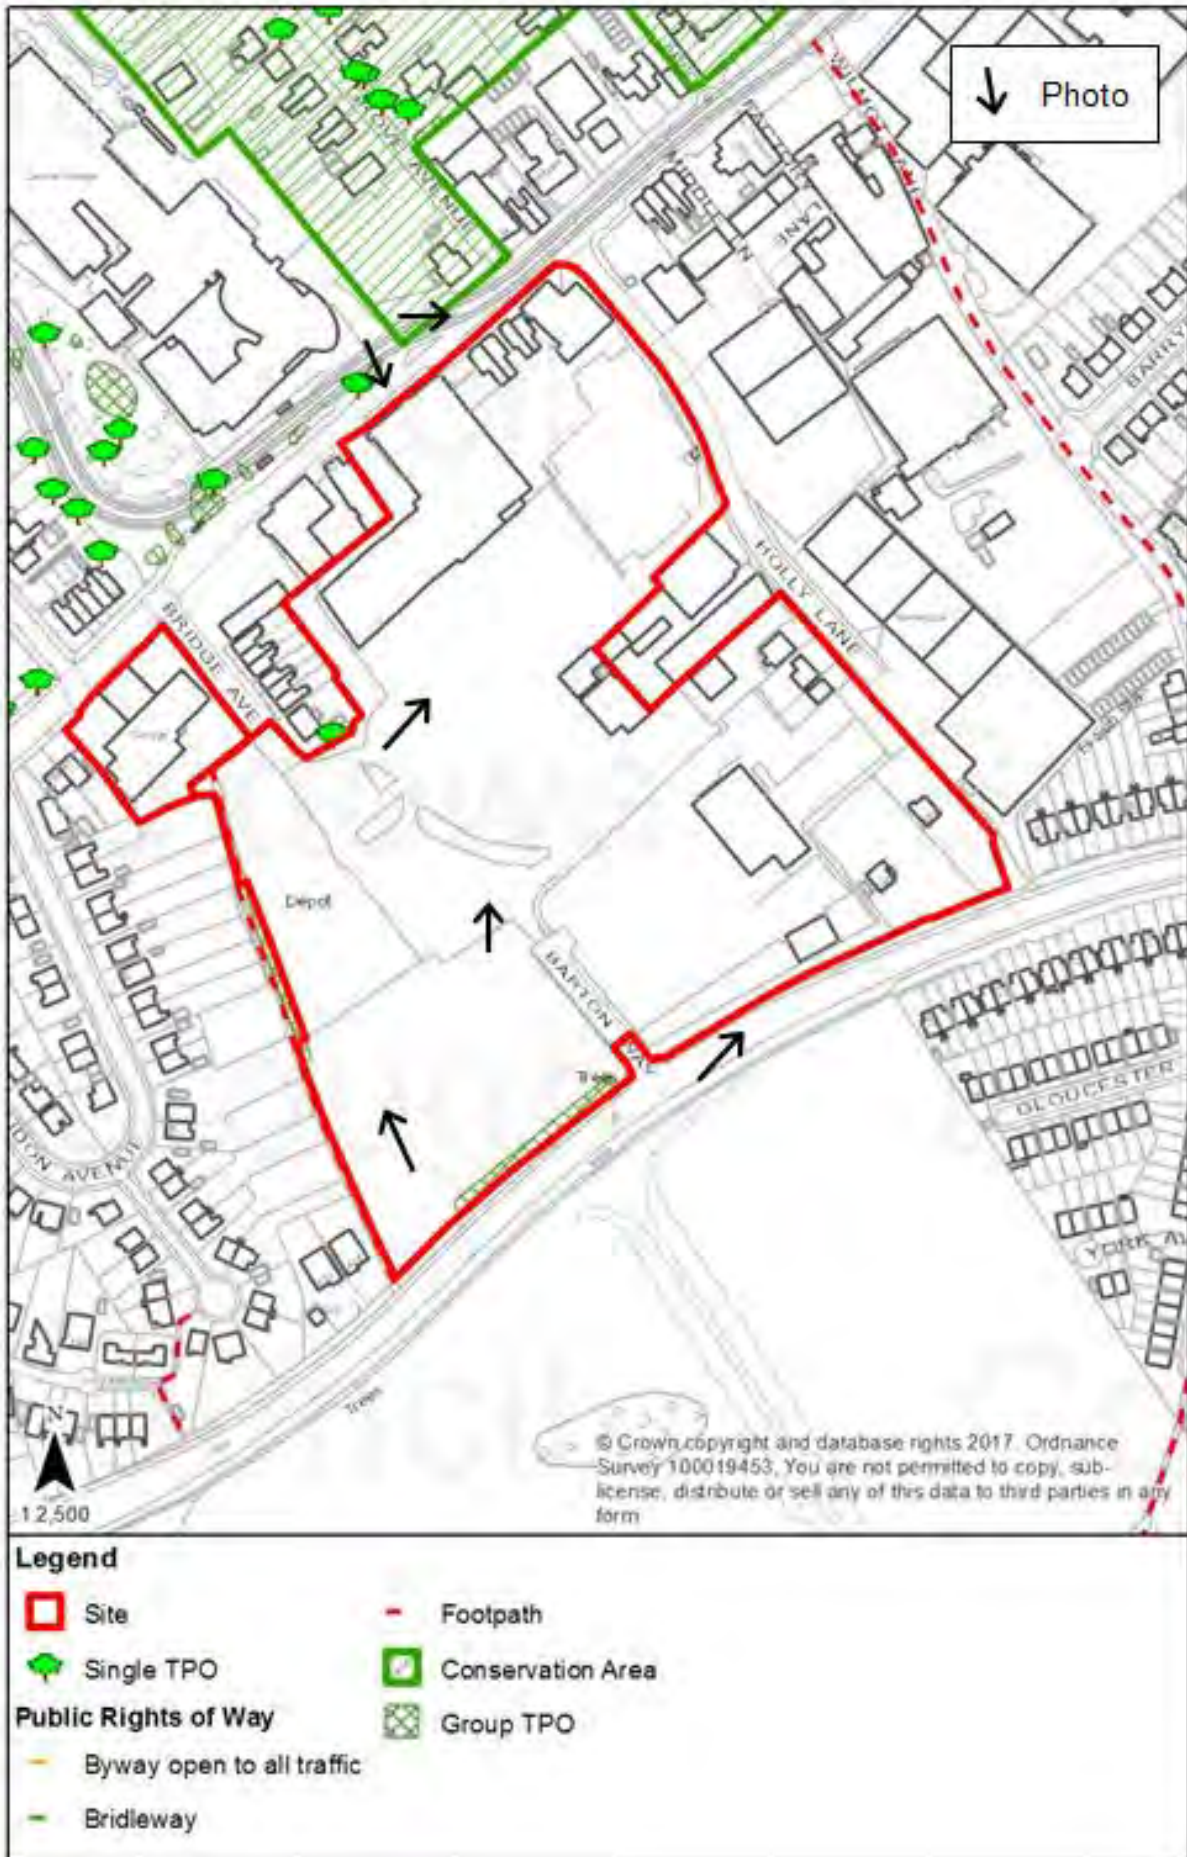 Photo
AVENUE
LANE
BARRY
HOLLY LANE
BRIDGE AVE
Depot
BARTON
Trees
GLOUCESTER
AVENUE
YORK AV
Trees
N
1:2,500
© Crown copyright and database rights 2017. Ordnance
Survey 100019453, You are not permitted to copy, sub-
license, distribute or sell any of this data to third parties in any
form
Legend
Site
Footpath
Single TPO
Conservation Area
Public Rights of Way
Group TPO
Byway open to all traffic
Bridleway